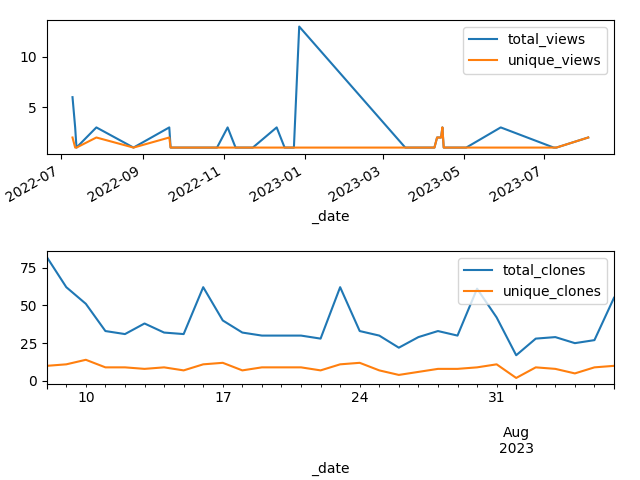 total_views
unique_views
10
5
2022-07
2022-09
2022-11
2023-01
2023-03
2023-05
2023-07
_date
total_clones
unique_clones
75
50
25
0
10
17
24
31
Aug
2023
_date